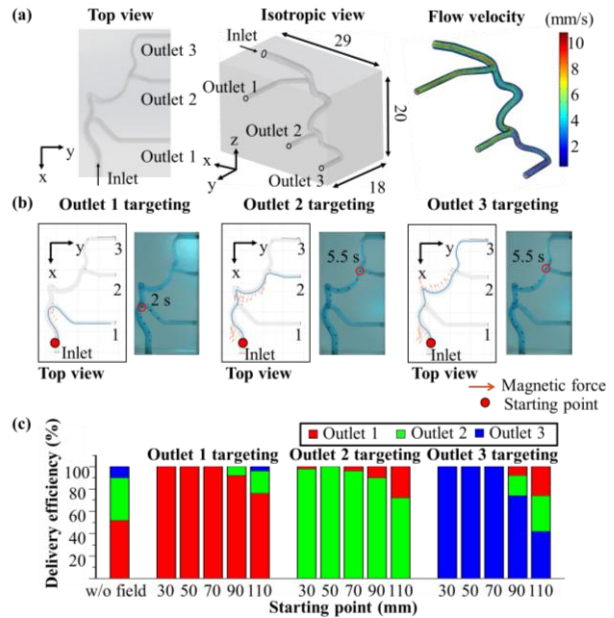 (a)
Top view
Isotropic view
Flow velocity
(mm/s)
Outlet 3
Outlet 2
Outlet 1
Inlet
y
x
Inlet
29
Outlet 1
Outlet 2
Outlet 3
20
18
z
x
y
10
8
6
4
2
(b)
Outlet 1 targeting
Outlet 2 targeting
Outlet 3 targeting
y
x
3
2
1
Inlet
2 s
Top view
y
x
3
2
1
Inlet
5.5 s
Top view
y
x
3
2
1
Inlet
5.5 s
Top view
Magnetic force
Starting point
(c)
Outlet 1 Outlet 2 Outlet 3
Outlet 1 targeting Outlet 2 targeting Outlet 3 targeting
Delivery efficiency (%)
100
80
60
40
20
w/o field 30 50 70 90 110 30 50 70 90 110 30 50 70 90 110
Starting point (mm)